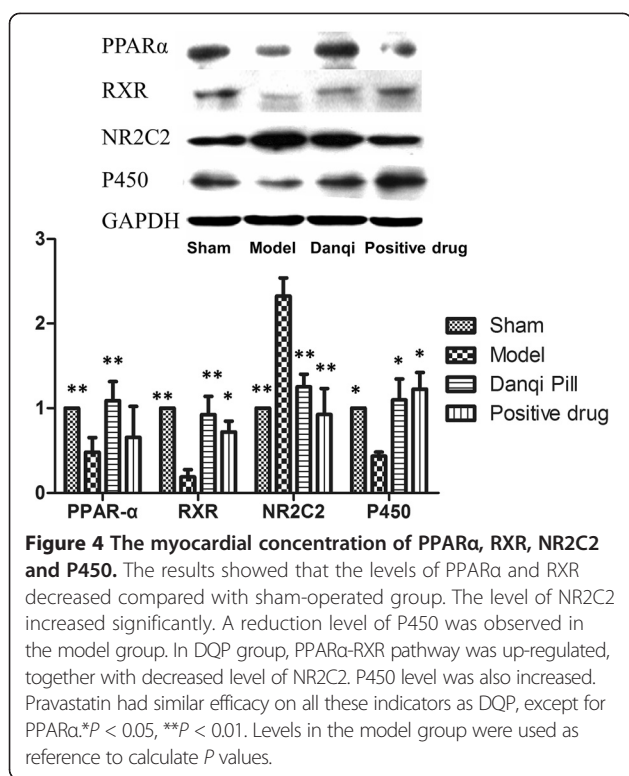 PPARα
RXR
NR2C2
P450
GAPDH
Sham Model Danqi Positive drug
3
2
1
0
** ** ** ** * ** ** ** * * *
Sham
Model
Danqi Pill
Positive drug
PPAR-α RXR NR2C2 P450
Figure 4 The myocardial concentration of PPARα, RXR, NR2C2
and P450. The results showed that the levels of PPARα and RXR
decreased compared with sham-operated group. The level of NR2C2
increased significantly. A reduction level of P450 was observed in
the model group. In DQP group, PPARα-RXR pathway was up-regulated,
together with decreased level of NR2C2. P450 level was also increased.
Pravastatin had similar efficacy on all these indicators as DQP, except for
PPARα.*P < 0.05, **P < 0.01. Levels in the model group were used as
reference to calculate P values.